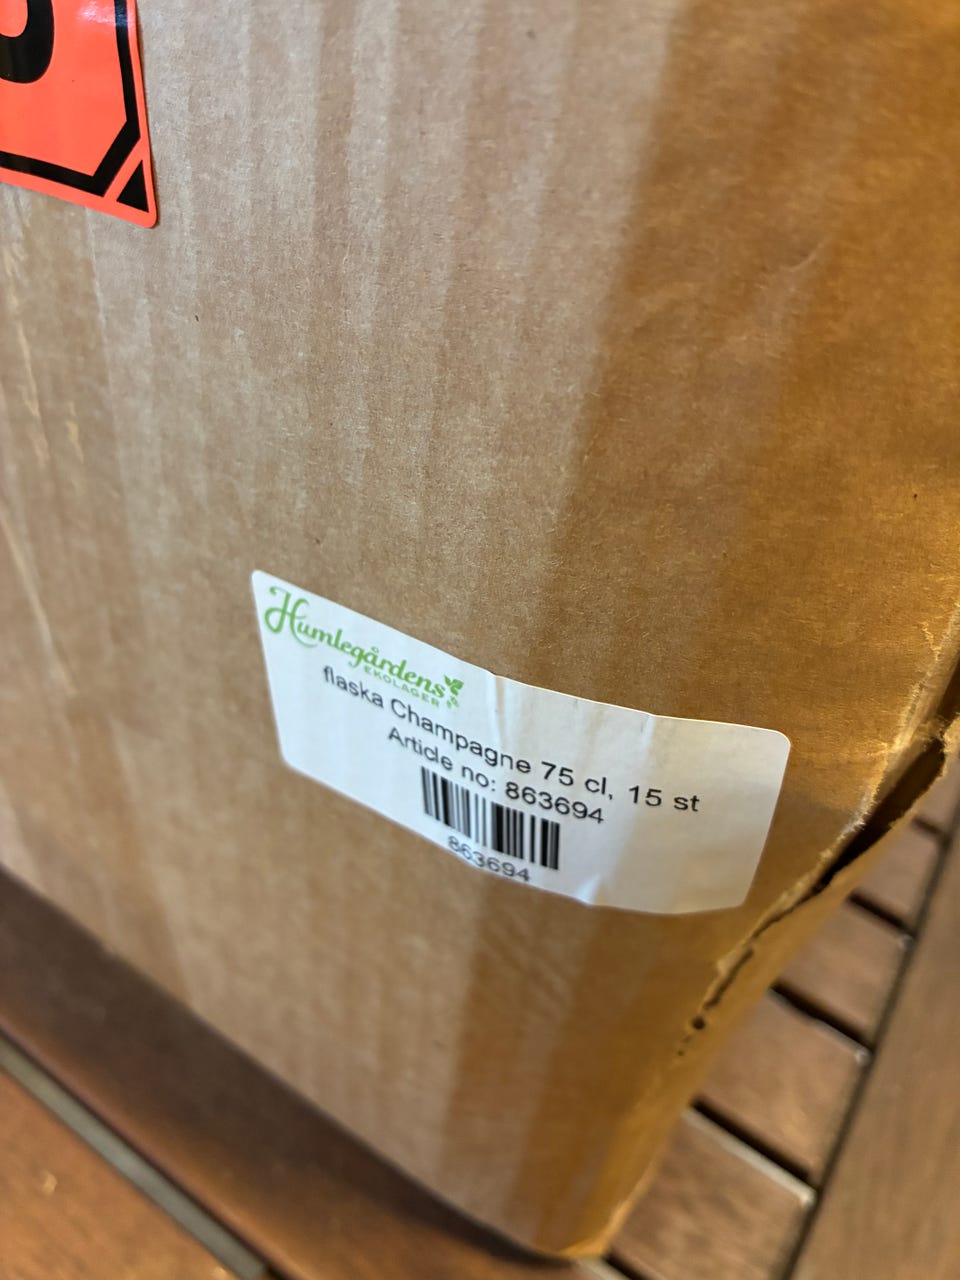 Humlegårdens
EKOLAGER
flaska Champagne 75 cl, 15 st
Article no: 863694
863694